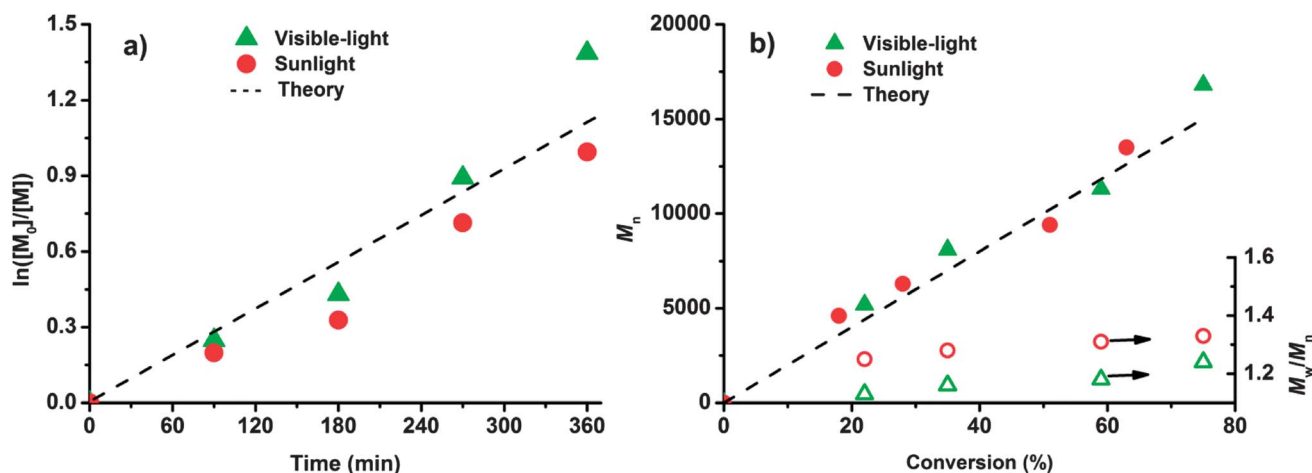 a)
Visible-light
Sunlight
Theory
ln([M₀]/[M])
1.5
1.2
0.9
0.6
0.3
0.0
0 60 120 180 240 300 360
Time (min)
b)
Visible-light
Sunlight
Theory
Mn
20000
15000
10000
5000
0
0 20 40 60 80
Conversion (%)
1.6
1.4
1.2
Mw/Mn